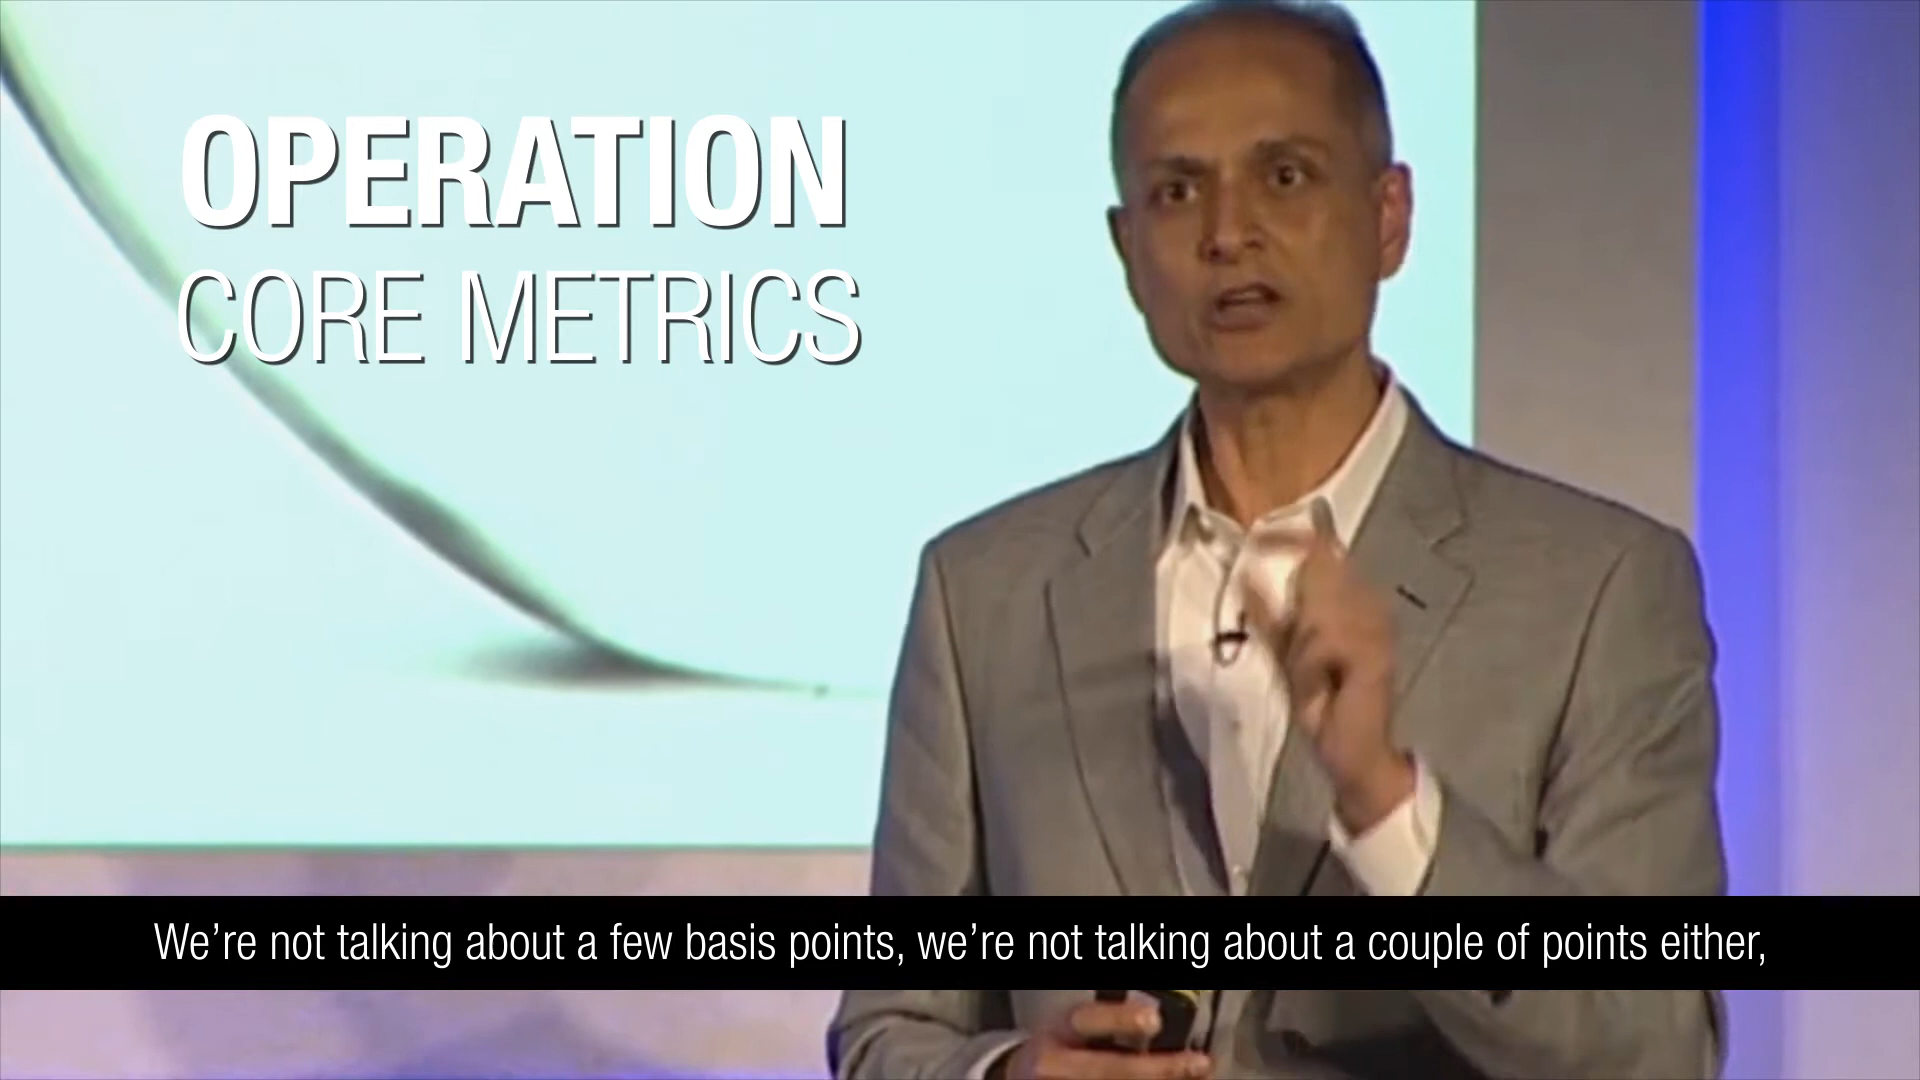 OPERATION
CORE METRICS
We’re not talking about a few basis points, we’re not talking about a couple of points either,